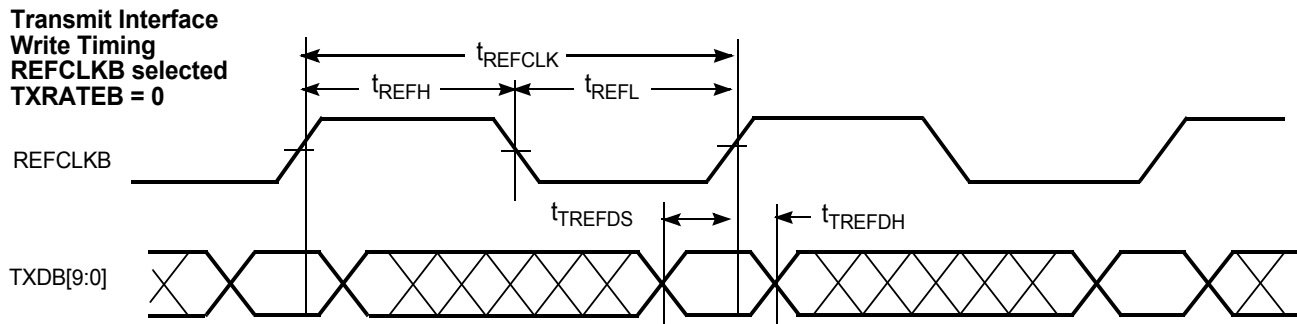 Transmit Interface
Write Timing
REFCLKB selected
TXRATEB = 0
tREFCLK
tREFH
tREFL
REFCLKB
tTREFDS
tTREFDH
TXDB[9:0]